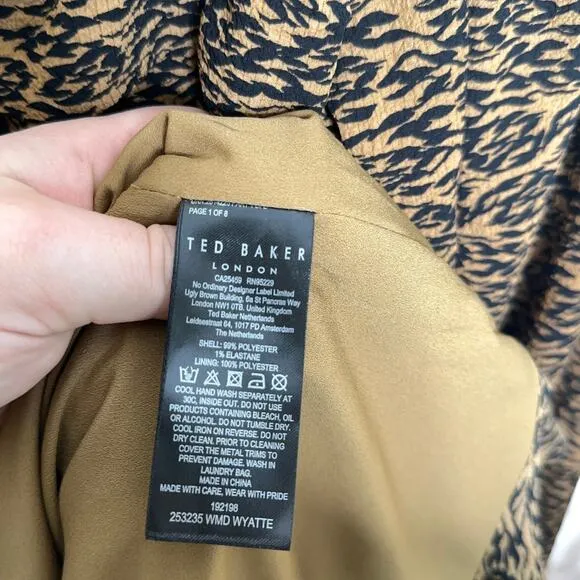 PAGE 1 OF 8
TED BAKER
LONDON
CA25459 RN95229
No Ordinary Designer Label Limited
Ugly Brown Building, 6a St Panoras Way
London NW1 0TB, United Kingdom
Ted Baker Netherlands
Leidsestraat 64, 1017 PD Amsterdam
The Netherlands
SHELL: 99% POLYESTER
1% ELASTANE
LINING: 100% POLYESTER
COOL HAND WASH SEPARATELY AT
30C, INSIDE OUT. DO NOT USE
PRODUCTS CONTAINING BLEACH, OIL
OR ALCOHOL. DO NOT TUMBLE DRY.
COOL IRON ON REVERSE. DO NOT
DRY CLEAN. PRIOR TO CLEANING
COVER THE METAL TRIMS TO
PREVENT DAMAGE. WASH IN
LAUNDRY BAG.
MADE IN CHINA
MADE WITH CARE, WEAR WITH PRIDE
192198
253235 WMD WYATTE